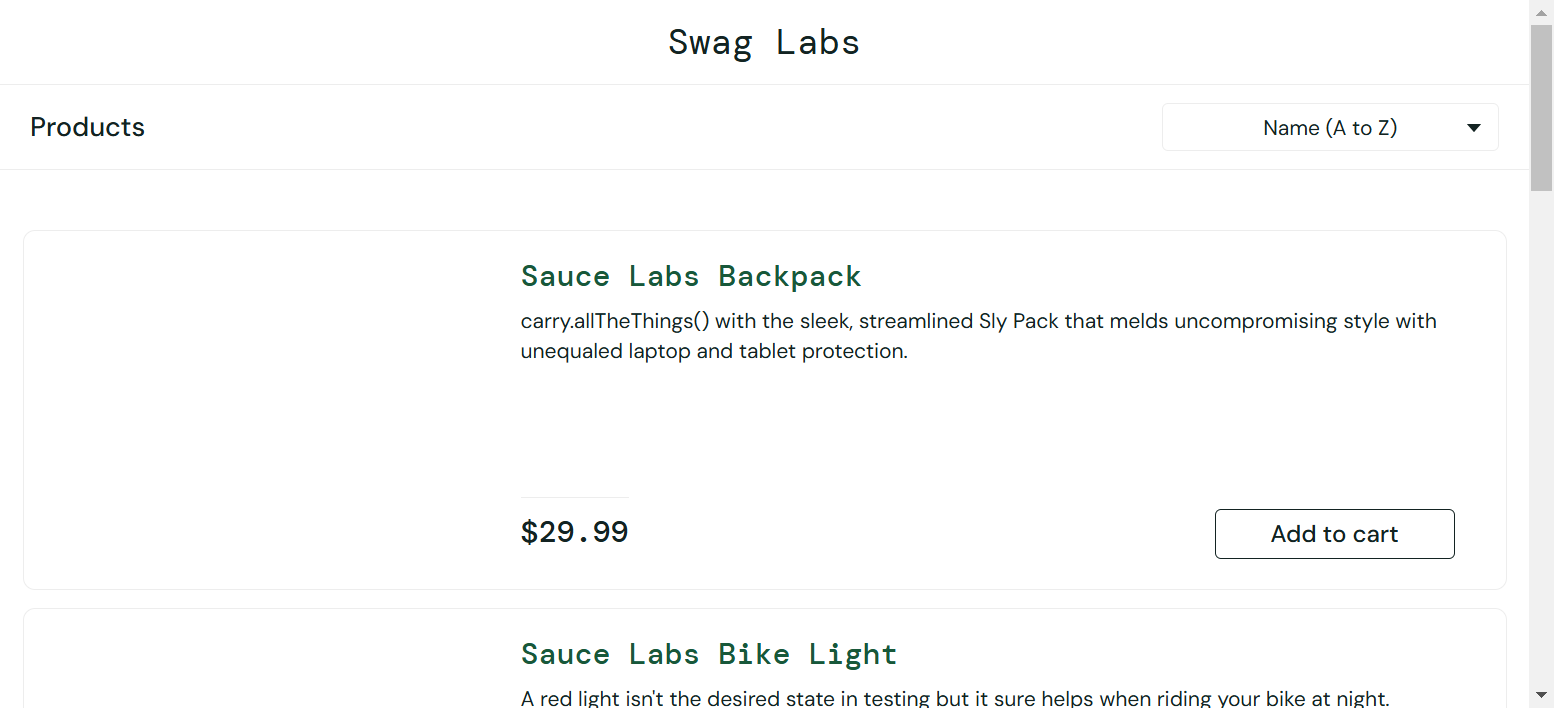 Swag Labs
Products
Name (A to Z)
Sauce Labs Backpack
carry.allTheThings() with the sleek, streamlined Sly Pack that melds uncompromising style with
unequaled laptop and tablet protection.
$29.99
Add to cart
Sauce Labs Bike Light
A red light isn't the desired state in testing but it sure helps when riding your bike at night.